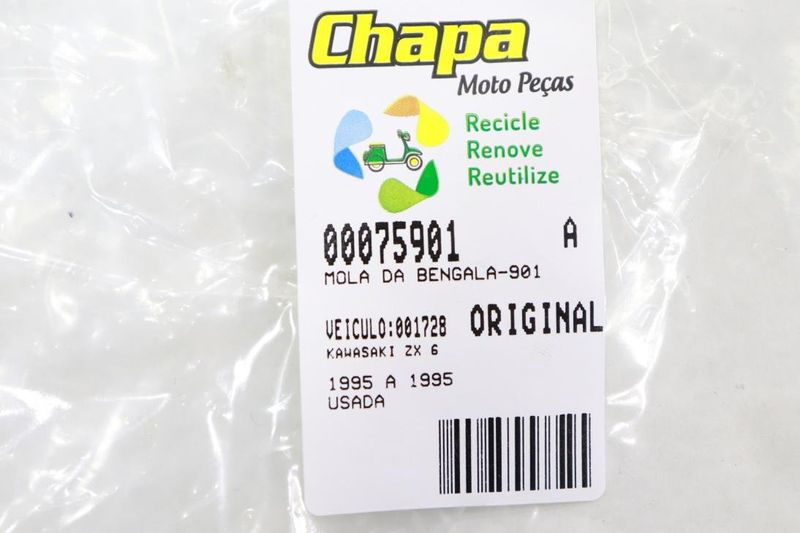 Chapa
Moto Peças
Recicle
Renove
Reutilize
00075901 A
MOLA DA BENGALA-901
VEICULO:001728 ORIGINAL
KAWASAKI ZX 6
1995 A 1995
USADA